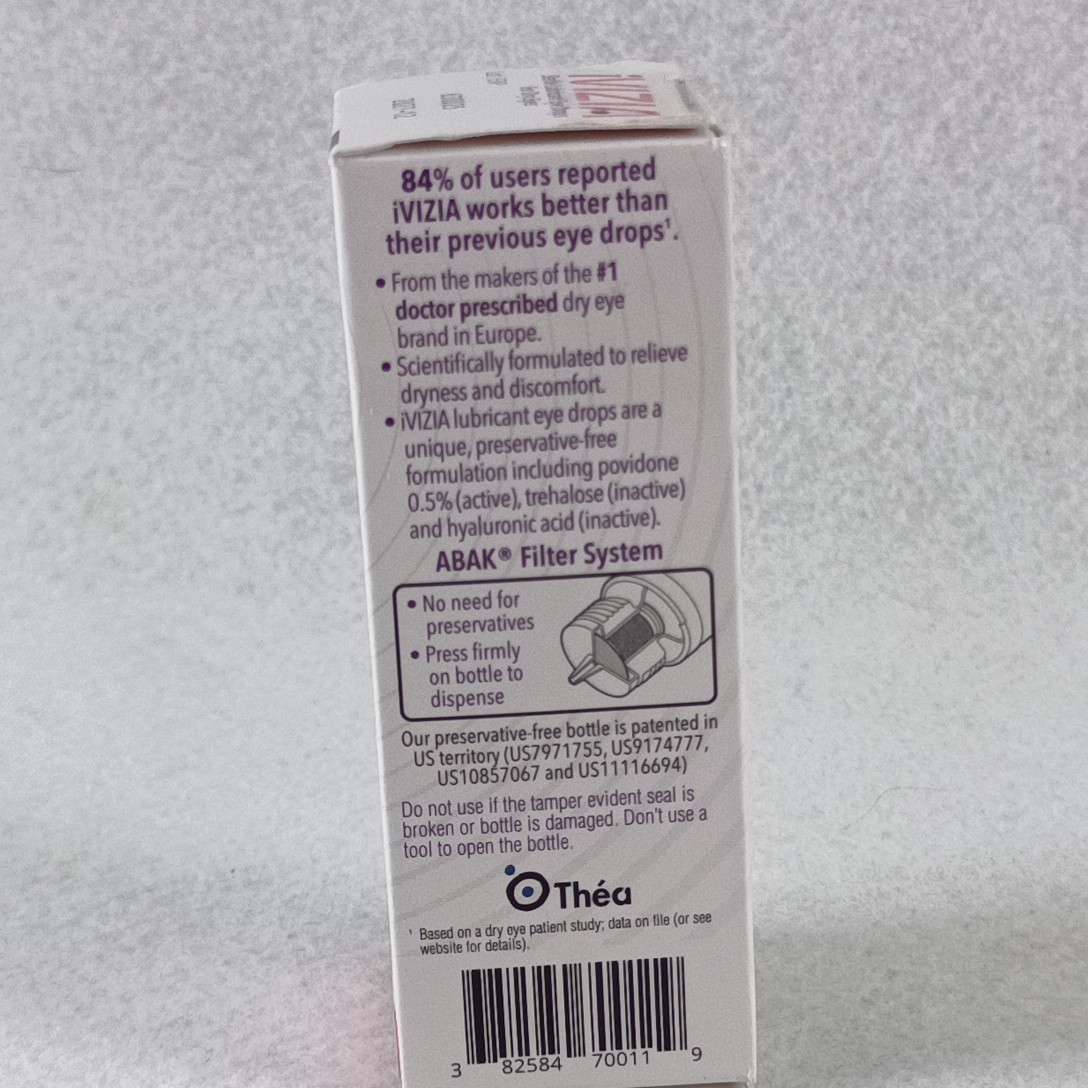 iVIZIA
84% of users reported
iVIZIA works better than
their previous eye drops¹.
• From the makers of the #1
doctor prescribed dry eye
brand in Europe.
• Scientifically formulated to relieve
dryness and discomfort.
• iVIZIA lubricant eye drops are a
unique, preservative-free
formulation including povidone
0.5% (active), trehalose (inactive)
and hyaluronic acid (inactive).
ABAK® Filter System
• No need for
preservatives
• Press firmly
on bottle to
dispense
Our preservative-free bottle is patented in
US territory (US7971755, US9174777,
US10857067 and US11116694)
Do not use if the tamper evident seal is
broken or bottle is damaged. Don't use a
tool to open the bottle.
Théa
¹ Based on a dry eye patient study; data on file (or see
website for details).
3 82584 70011 9